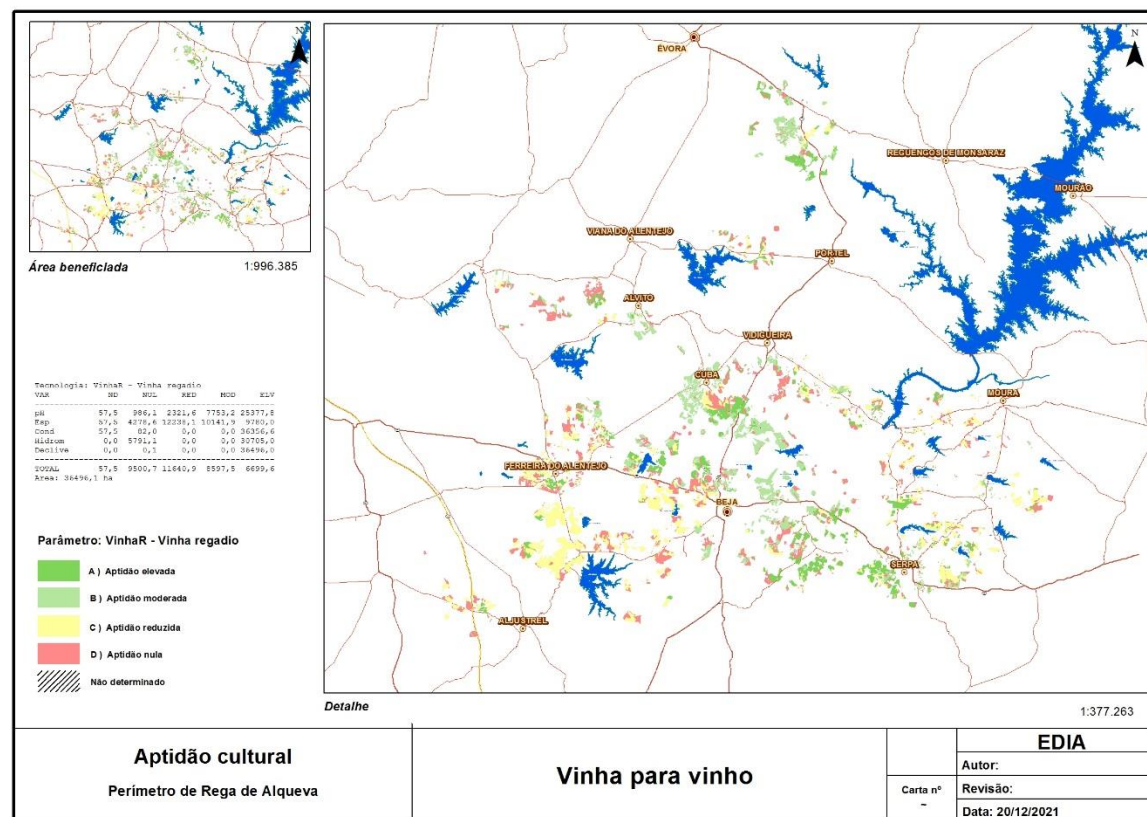 N
Área beneficiada 1:996.385
Tecnologia: VinhaR - Vinha regadio
VAR ND NUL RED MOD ELV
pH 57,5 986,1 2321,6 7753,2 25377,8
Esp 57,5 4278,6 12238,1 10141,9 9780,0
Cond 57,5 82,0 0,0 0,0 36356,6
Hidrom 0,0 5791,1 0,0 0,0 30705,0
Declive 0,0 0,1 0,0 0,0 36496,0
TOTAL 57,5 9500,7 11640,9 8597,5 6699,6
Area: 36496,1 ha
Parâmetro: VinhaR - Vinha regadio
A ) Aptidão elevada
B ) Aptidão moderada
C ) Aptidão reduzida
D ) Aptidão nula
Não determinado
N
ÉVORA
REGUENGOS DE MONSARAZ
MOURÃO
VIANA DO ALENTEJO
PORTEL
ALVITO
VIDIGUEIRA
CUBA
MOURA
FERREIRA DO ALENTEJO
BEJA
SERPA
ALJUSTREL
Detalhe 1:377.263
Aptidão cultural
Perímetro de Rega de Alqueva
Vinha para vinho
Carta nº
~
EDIA
Autor:
Revisão:
Data: 20/12/2021